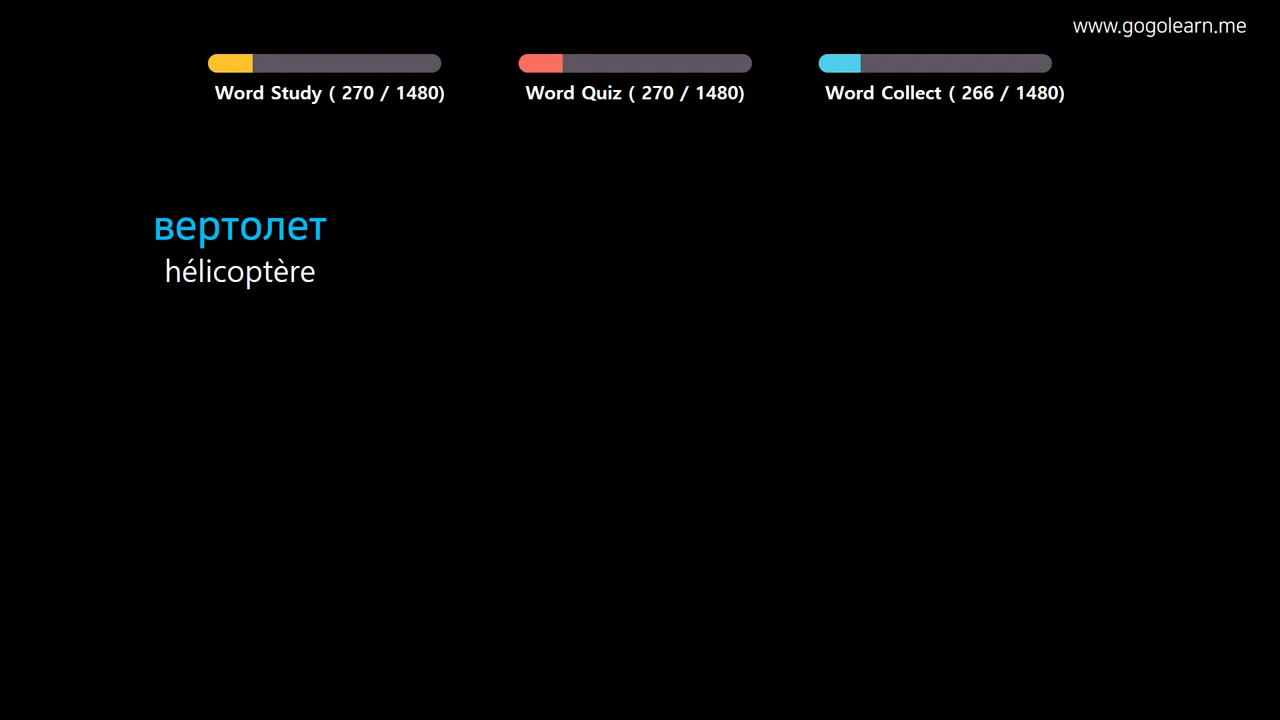 www.gogolearn.me
Word Study ( 270 / 1480)
Word Quiz ( 270 / 1480)
Word Collect ( 266 / 1480)
вертолет
hélicoptère